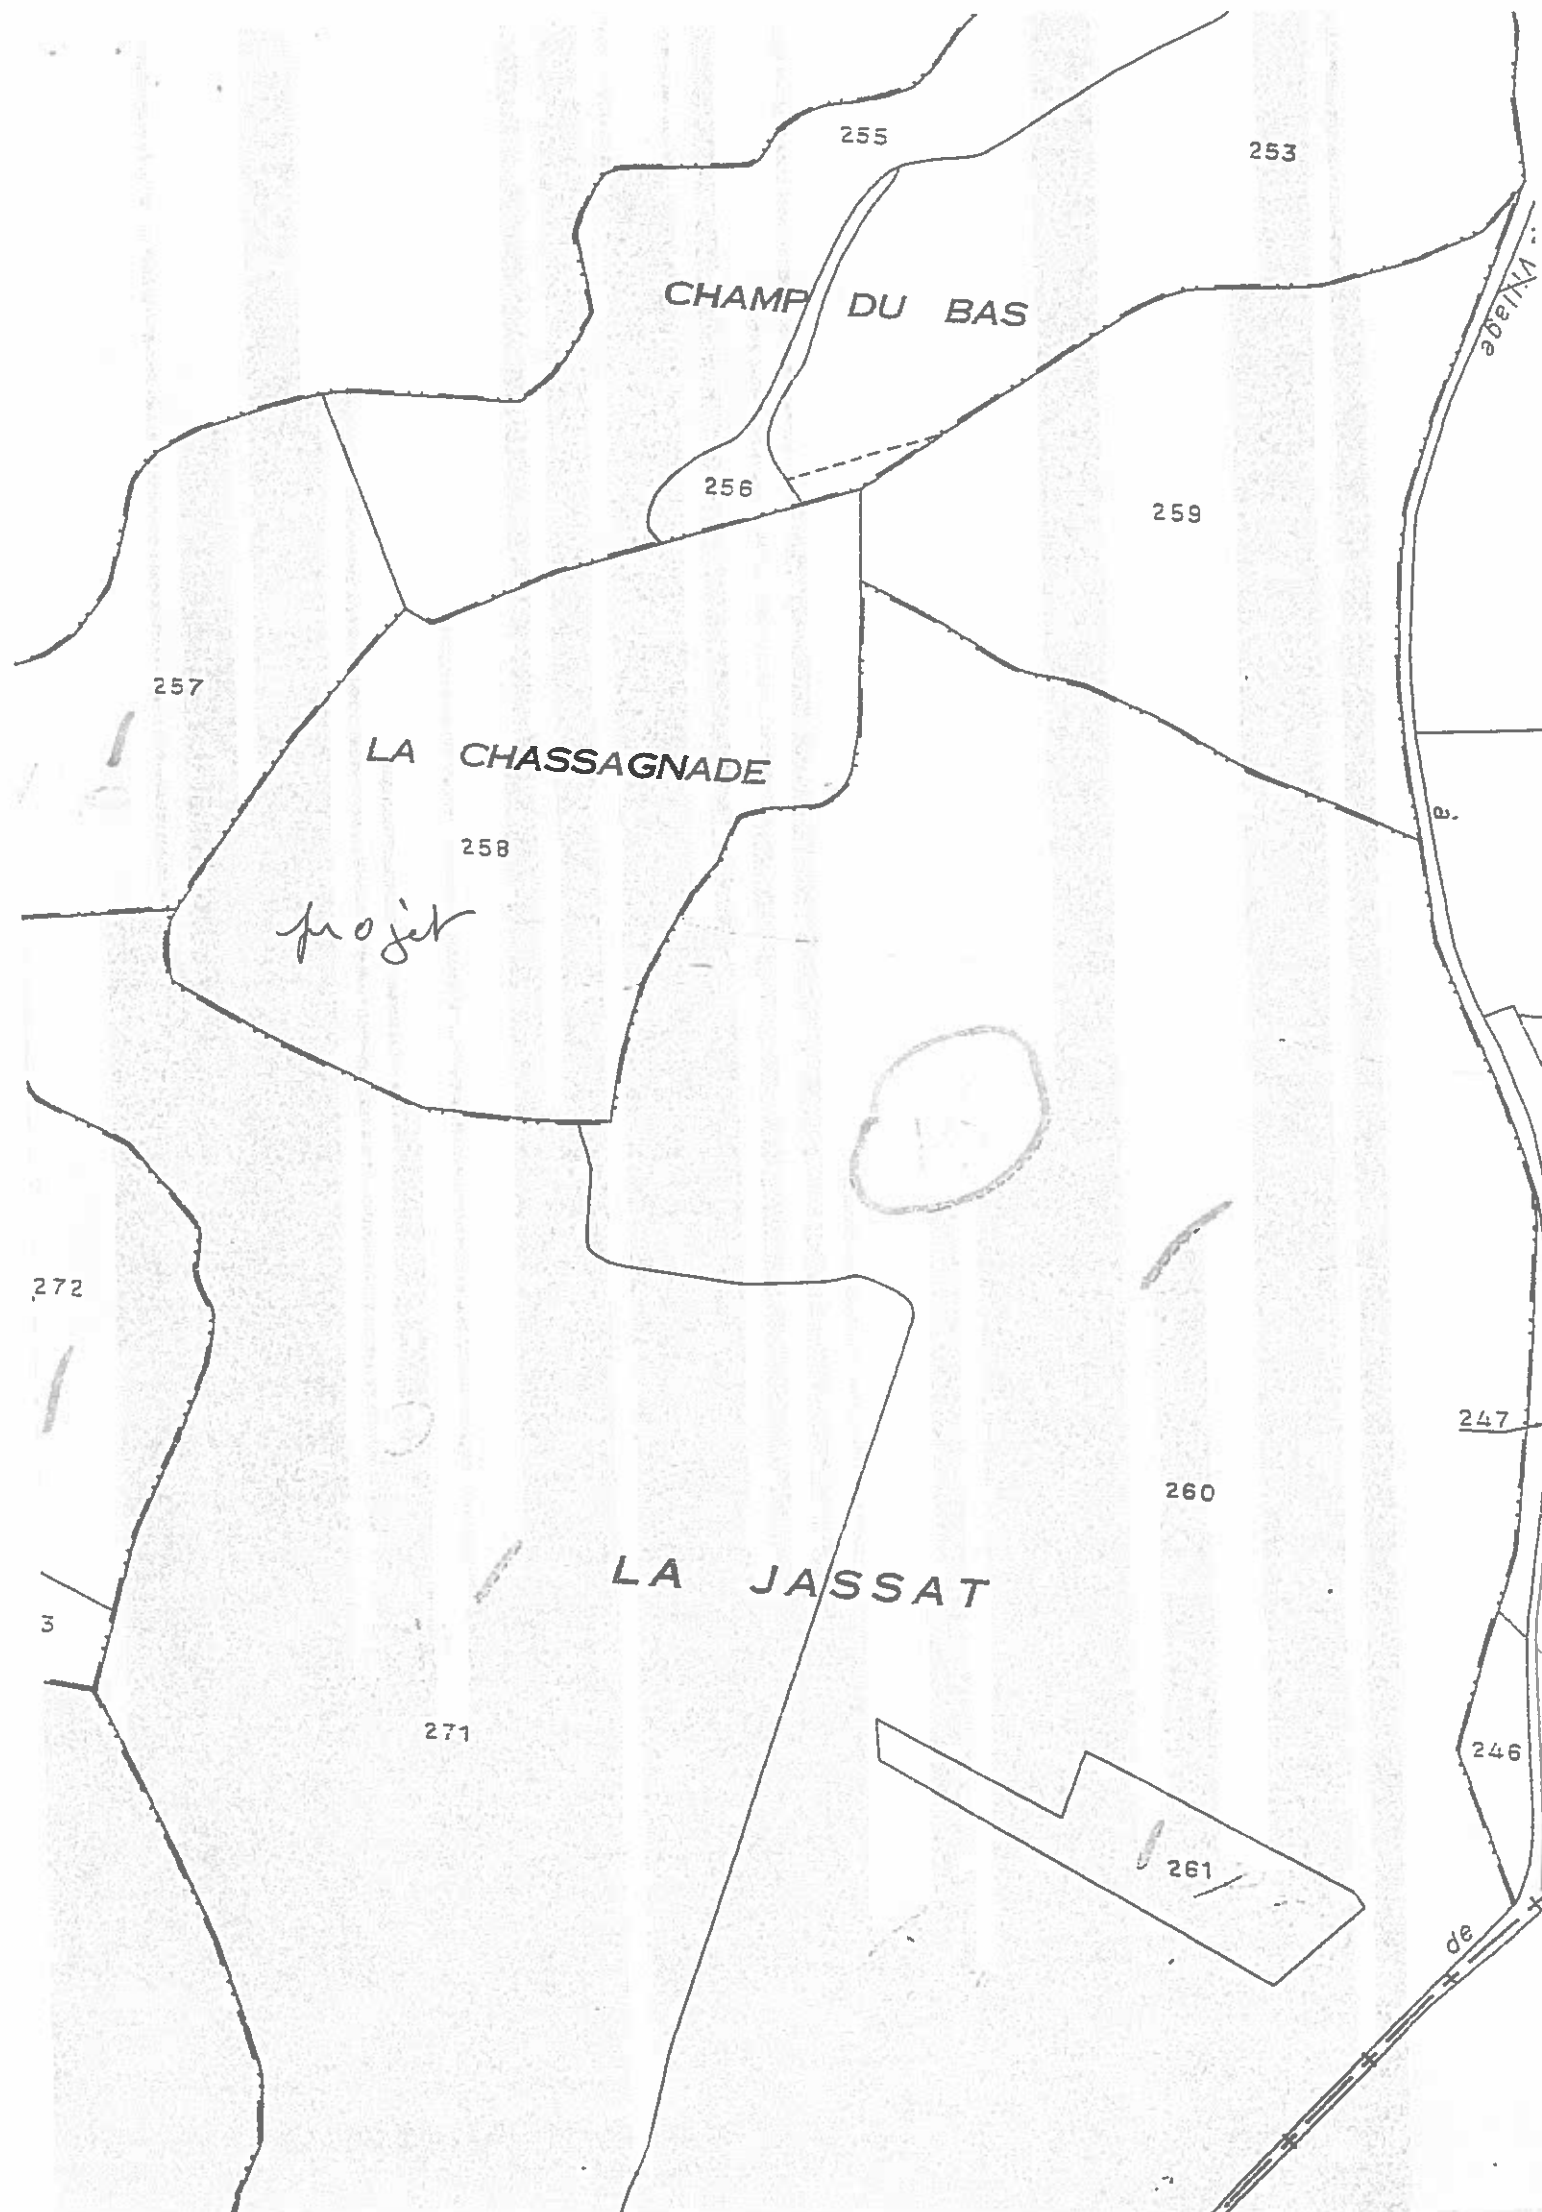 255
253
Village
CHAMP DU BAS
256
259
257
LA CHASSAGNADE
à
258
projet
272
247
260
LA JASSAT
3
271
246
261
de